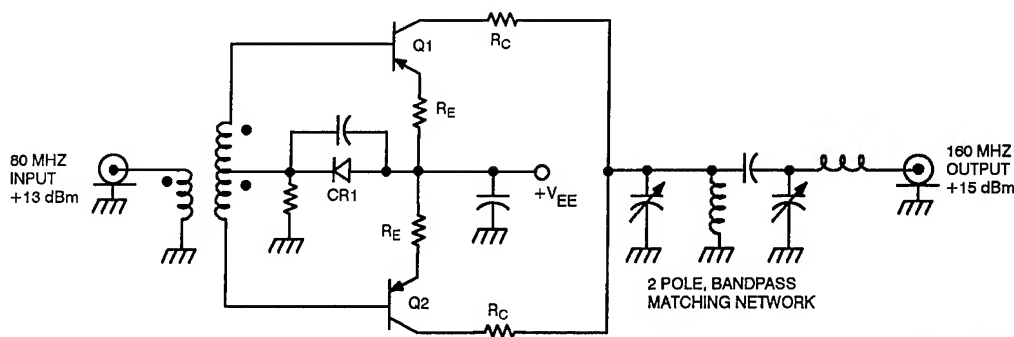 Q1
RC
RE
80 MHZ
INPUT
+13 dBm
CR1
+VEE
160 MHZ
OUTPUT
+15 dBm
RE
2 POLE, BANDPASS
MATCHING NETWORK
Q2
RC